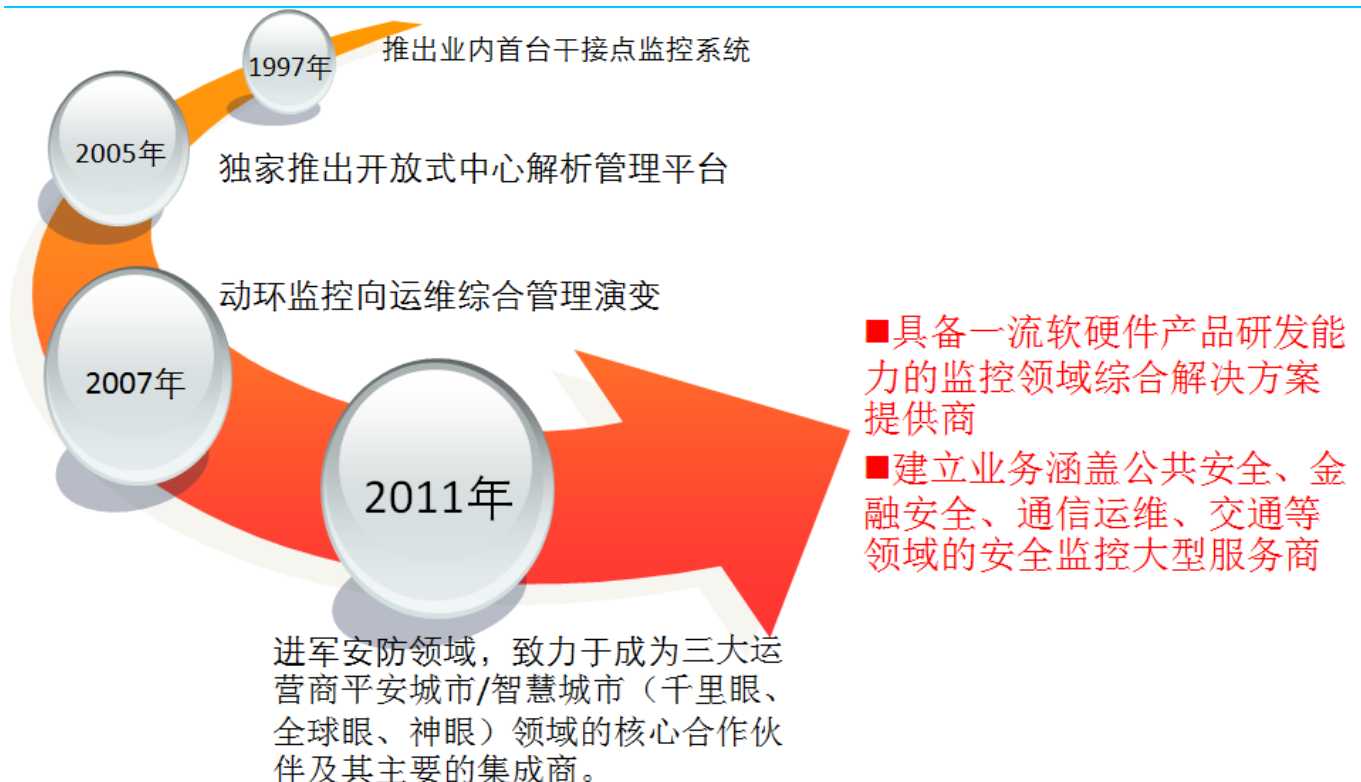 1997年
推出业内首台干接点监控系统
2005年
独家推出开放式中心解析管理平台
动环监控向运维综合管理演变
2007年
2011年
进军安防领域，致力于成为三大运
营商平安城市/智慧城市（千里眼、
全球眼、神眼）领域的核心合作伙
伴及其主要的集成商。
■具备一流软硬件产品研发能
力的监控领域综合解决方案
提供商
■建立业务涵盖公共安全、金
融安全、通信运维、交通等
领域的安全监控大型服务商